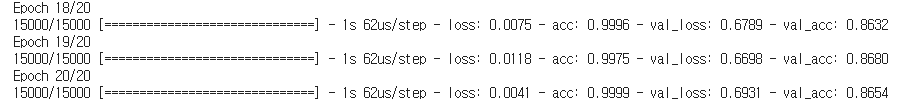 Epoch 18/20
15000/15000 [==============================] - 1s 62us/step - loss: 0.0075 - acc: 0.9996 - val_loss: 0.6789 - val_acc: 0.8632
Epoch 19/20
15000/15000 [==============================] - 1s 62us/step - loss: 0.0118 - acc: 0.9975 - val_loss: 0.6698 - val_acc: 0.8680
Epoch 20/20
15000/15000 [==============================] - 1s 62us/step - loss: 0.0041 - acc: 0.9999 - val_loss: 0.6931 - val_acc: 0.8654